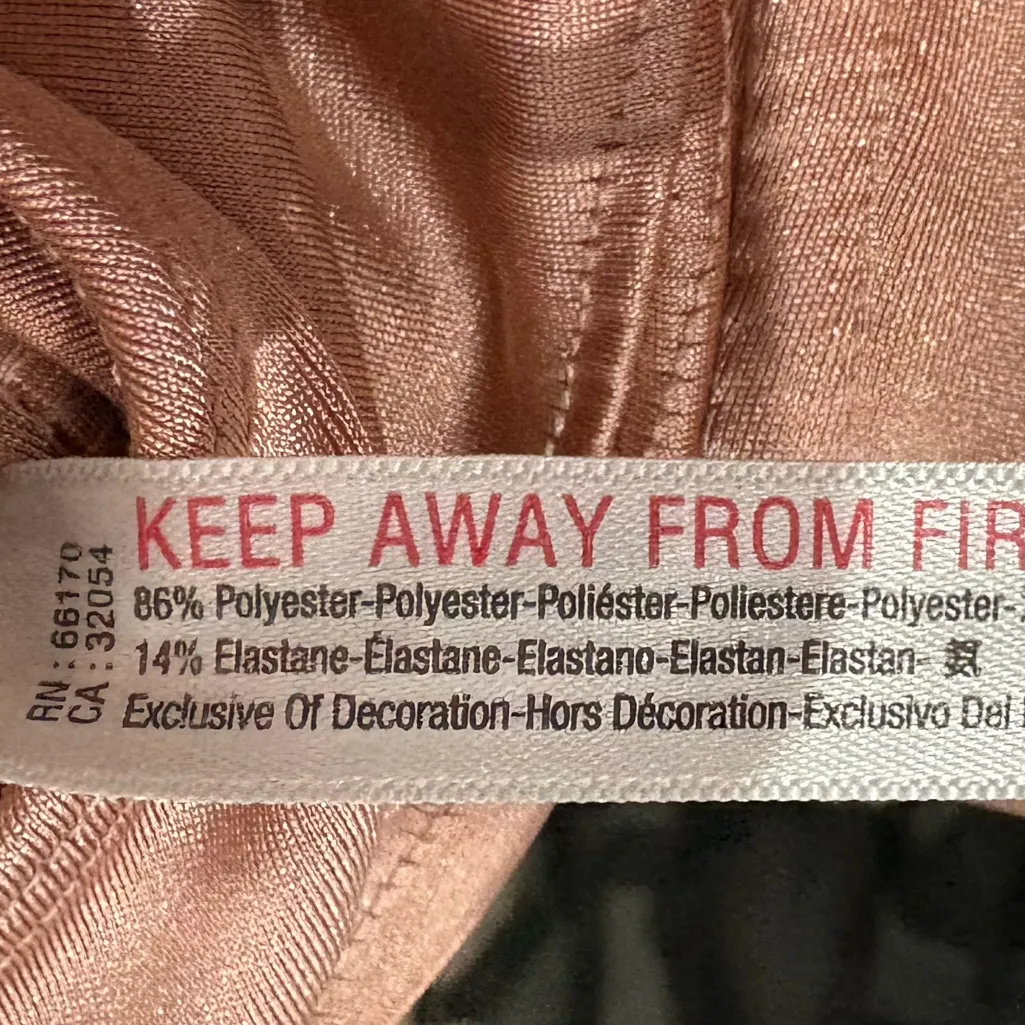 RN : 66170
CA : 32054
KEEP AWAY FROM FIR
86% Polyester-Polyester-Poliéster-Poliestere-Polyester-
14% Elastane-Élastane-Elastano-Elastan-Elastan-
Exclusive Of Decoration-Hors Décoration-Exclusivo Del